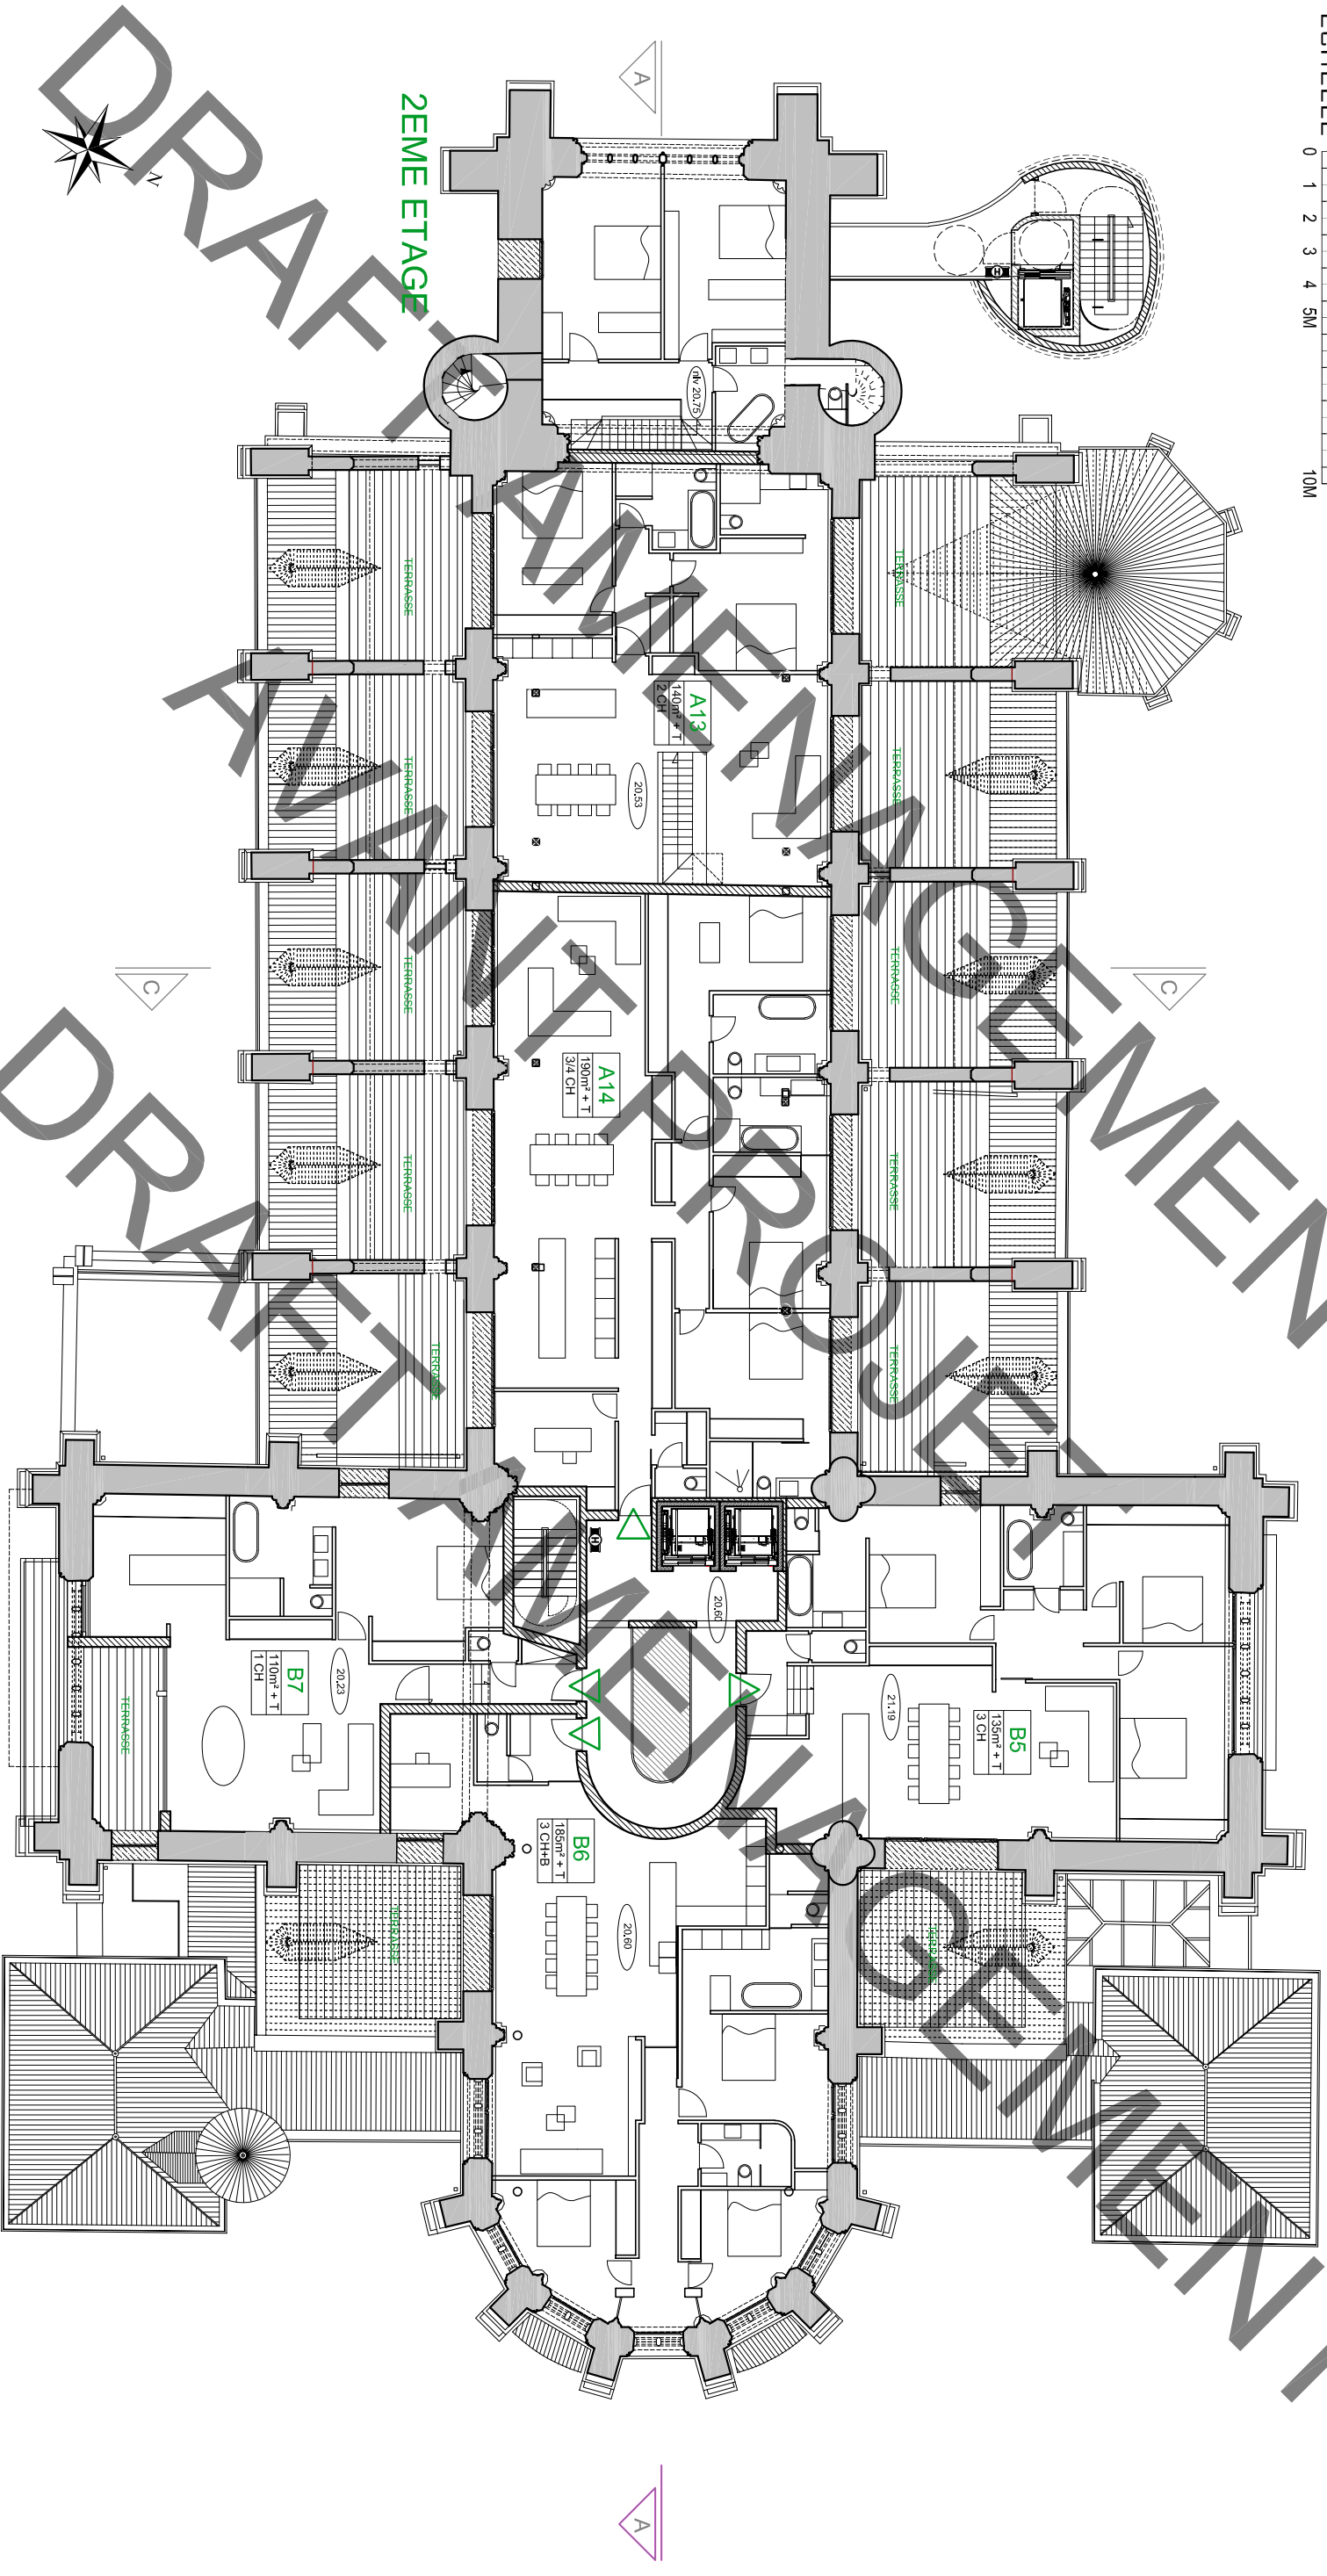 ECHELLE
0 1 2 3 4 5M 10M
2EME ETAGE
N
A
DRAFT AMENAGEMENT
AVANT PROJET
DRAFT AMENAGEMENT
niv 20.75
TERRASSE
TERRASSE
TERRASSE
TERRASSE
TERRASSE
TERRASSE
TERRASSE
TERRASSE
TERRASSE
TERRASSE
A13
140m² + T
2 CH
20.53
C
C
A14
190m² + T
3/4 CH
H
H
20.60
B7
110m² + T
1 CH
20.23
TERRASSE
21.19
B5
135m² + T
3 CH
B6
185m² + T
3 CH+B
20.60
TERRASSE
TERRASSE
A